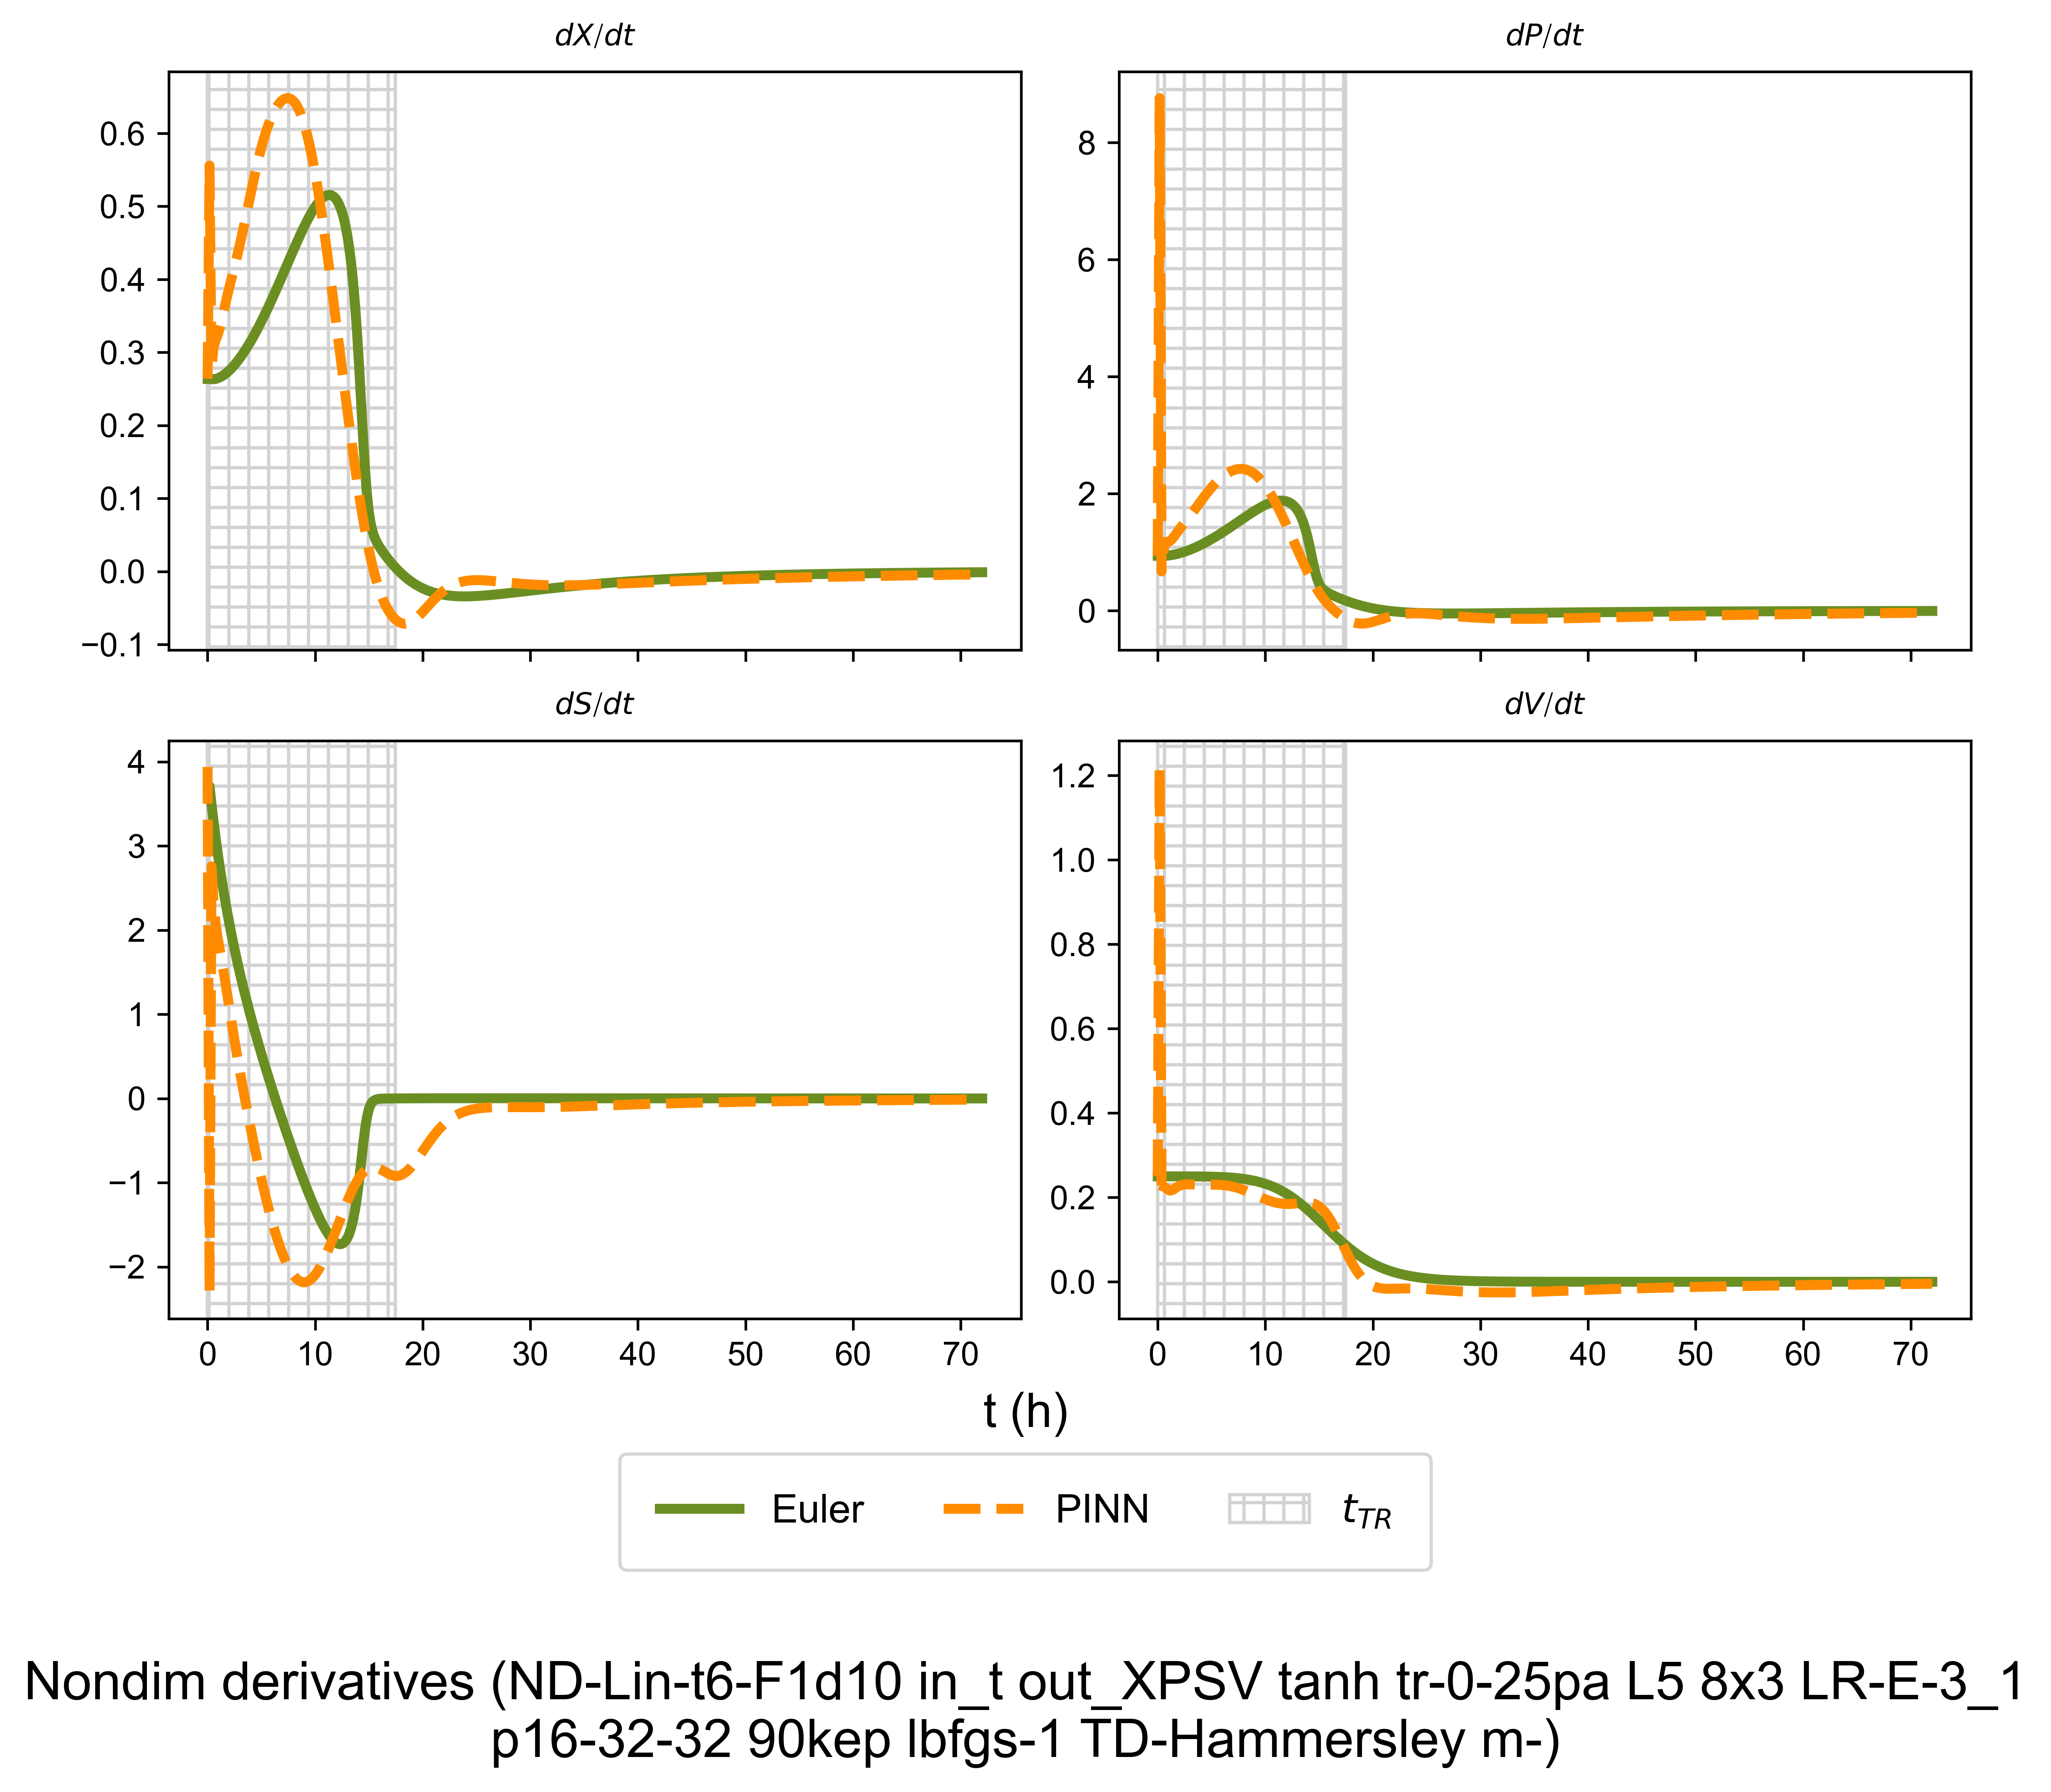 dX/dt
dP/dt
0.6
0.5
0.4
0.3
0.2
0.1
0.0
−0.1
8
6
4
2
0
dS/dt
dV/dt
4
3
2
1
0
−1
−2
1.2
1.0
0.8
0.6
0.4
0.2
0.0
0 10 20 30 40 50 60 70
0 10 20 30 40 50 60 70
t (h)
Euler PINN t_TR
Nondim derivatives (ND-Lin-t6-F1d10 in_t out_XPSV tanh tr-0-25pa L5 8x3 LR-E-3_1
p16-32-32 90kep lbfgs-1 TD-Hammersley m-)